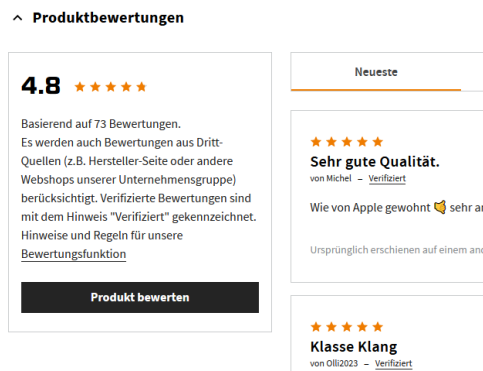 Produktbewertungen
4.8
Basierend auf 73 Bewertungen.
Es werden auch Bewertungen aus Dritt-
Quellen (z.B. Hersteller-Seite oder andere
Webshops unserer Unternehmensgruppe)
berücksichtigt. Verifizierte Bewertungen sind
mit dem Hinweis "Verifiziert" gekennzeichnet.
Hinweise und Regeln für unsere
Bewertungsfunktion
Produkt bewerten
Neueste
Sehr gute Qualität.
von Michel – Verifiziert
Wie von Apple gewohnt 🤙 sehr
Ursprünglich erschienen auf einem
Klasse Klang
von Olli2023 – Verifiziert